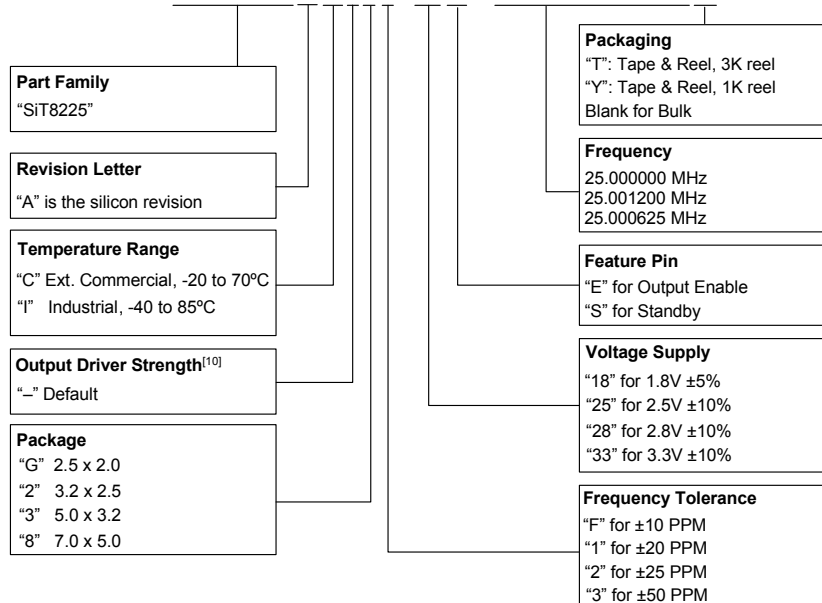 Part Family
“SiT8225”
Revision Letter
“A” is the silicon revision
Temperature Range
“C” Ext. Commercial, -20 to 70ºC
“I” Industrial, -40 to 85ºC
Output Driver Strength[10]
“–” Default
Package
“G” 2.5 x 2.0
“2” 3.2 x 2.5
“3” 5.0 x 3.2
“8” 7.0 x 5.0
Packaging
“T”: Tape & Reel, 3K reel
“Y”: Tape & Reel, 1K reel
Blank for Bulk
Frequency
25.000000 MHz
25.001200 MHz
25.000625 MHz
Feature Pin
“E” for Output Enable
“S” for Standby
Voltage Supply
“18” for 1.8V ±5%
“25” for 2.5V ±10%
“28” for 2.8V ±10%
“33” for 3.3V ±10%
Frequency Tolerance
“F” for ±10 PPM
“1” for ±20 PPM
“2” for ±25 PPM
“3” for ±50 PPM